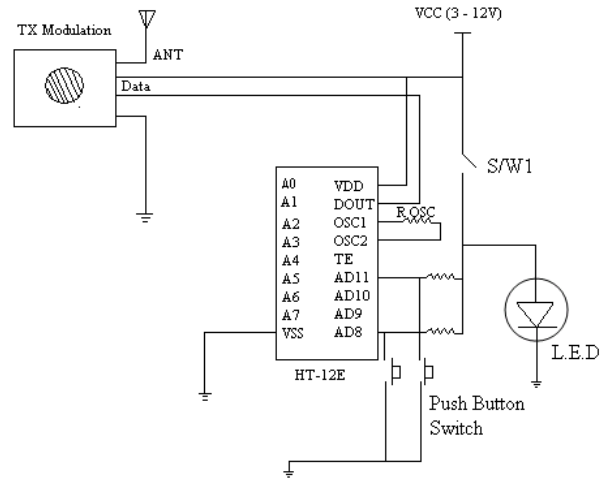 VCC (3 - 12V)
TX Modulation
ANT
Data
S/W1
A0 VDD
A1 DOUT
R OSC
A2 OSC1
A3 OSC2
A4 TE
A5 AD11
A6 AD10
A7 AD9
VSS AD8
HT-12E
L.E.D
Push Button
Switch